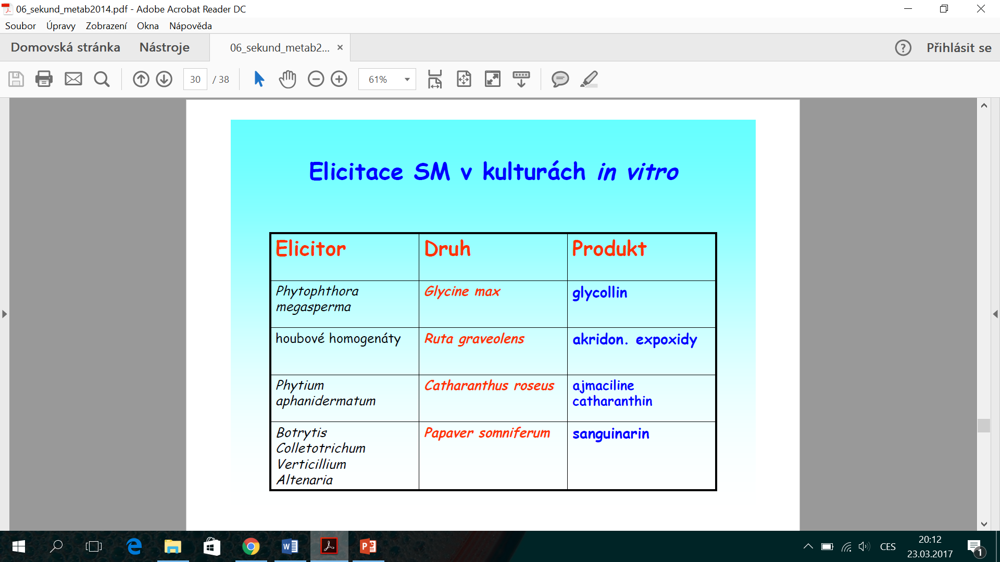 06_sekund_metab2014.pdf - Adobe Acrobat Reader DC
Soubor Úpravy Zobrazení Okna Nápověda
Domovská stránka Nástroje 06_sekund_metab2... × ? Přihlásit se
30 / 38 61%
Elicitace SM v kulturách in vitro
Elicitor Druh Produkt
Phytophthora Glycine max glycollin
megasperma
houbové homogenáty Ruta graveolens akridon. expoxidy
Phytium Catharanthus roseus ajmaciline
aphanidermatum catharanthin
Botrytis Papaver somniferum sanguinarin
Colletotrichum
Verticillium
Altenaria
CES 20:12
23.03.2017 1